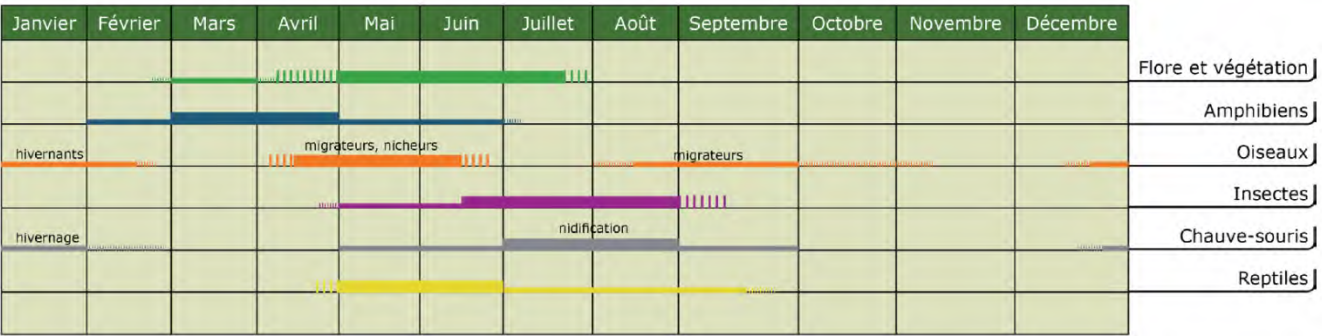 Janvier Février Mars Avril Mai Juin Juillet Août Septembre Octobre Novembre Décembre
Flore et végétation
Amphibiens
hivernants migrateurs, nicheurs migrateurs Oiseaux
Insectes
hivernage nidification Chauve-souris
Reptiles